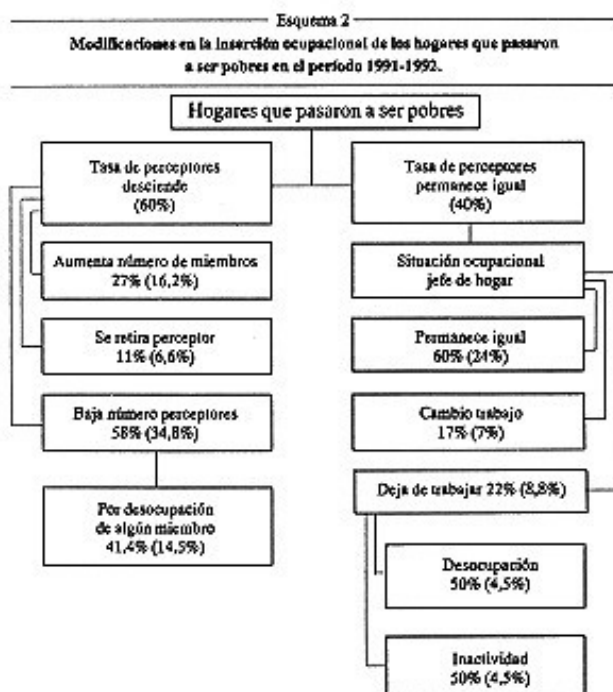 Esquema 2
Modificaciones en la inserción ocupacional de los hogares que pasaron
a ser pobres en el período 1991-1992.
Hogares que pasaron a ser pobres
Tasa de perceptores
desciende
(60%)
Aumenta número de miembros
27% (16,2%)
Se retira perceptor
11% (6,6%)
Baja número perceptores
58% (34,8%)
Por desocupación
de algún miembro
41,4% (14,5%)
Tasa de perceptores
permanece igual
(40%)
Situación ocupacional
jefe de hogar
Permanece igual
60% (24%)
Cambio trabajo
17% (7%)
Deja de trabajar 22% (8,8%)
Desocupación
50% (4,5%)
Inactividad
50% (4,5%)